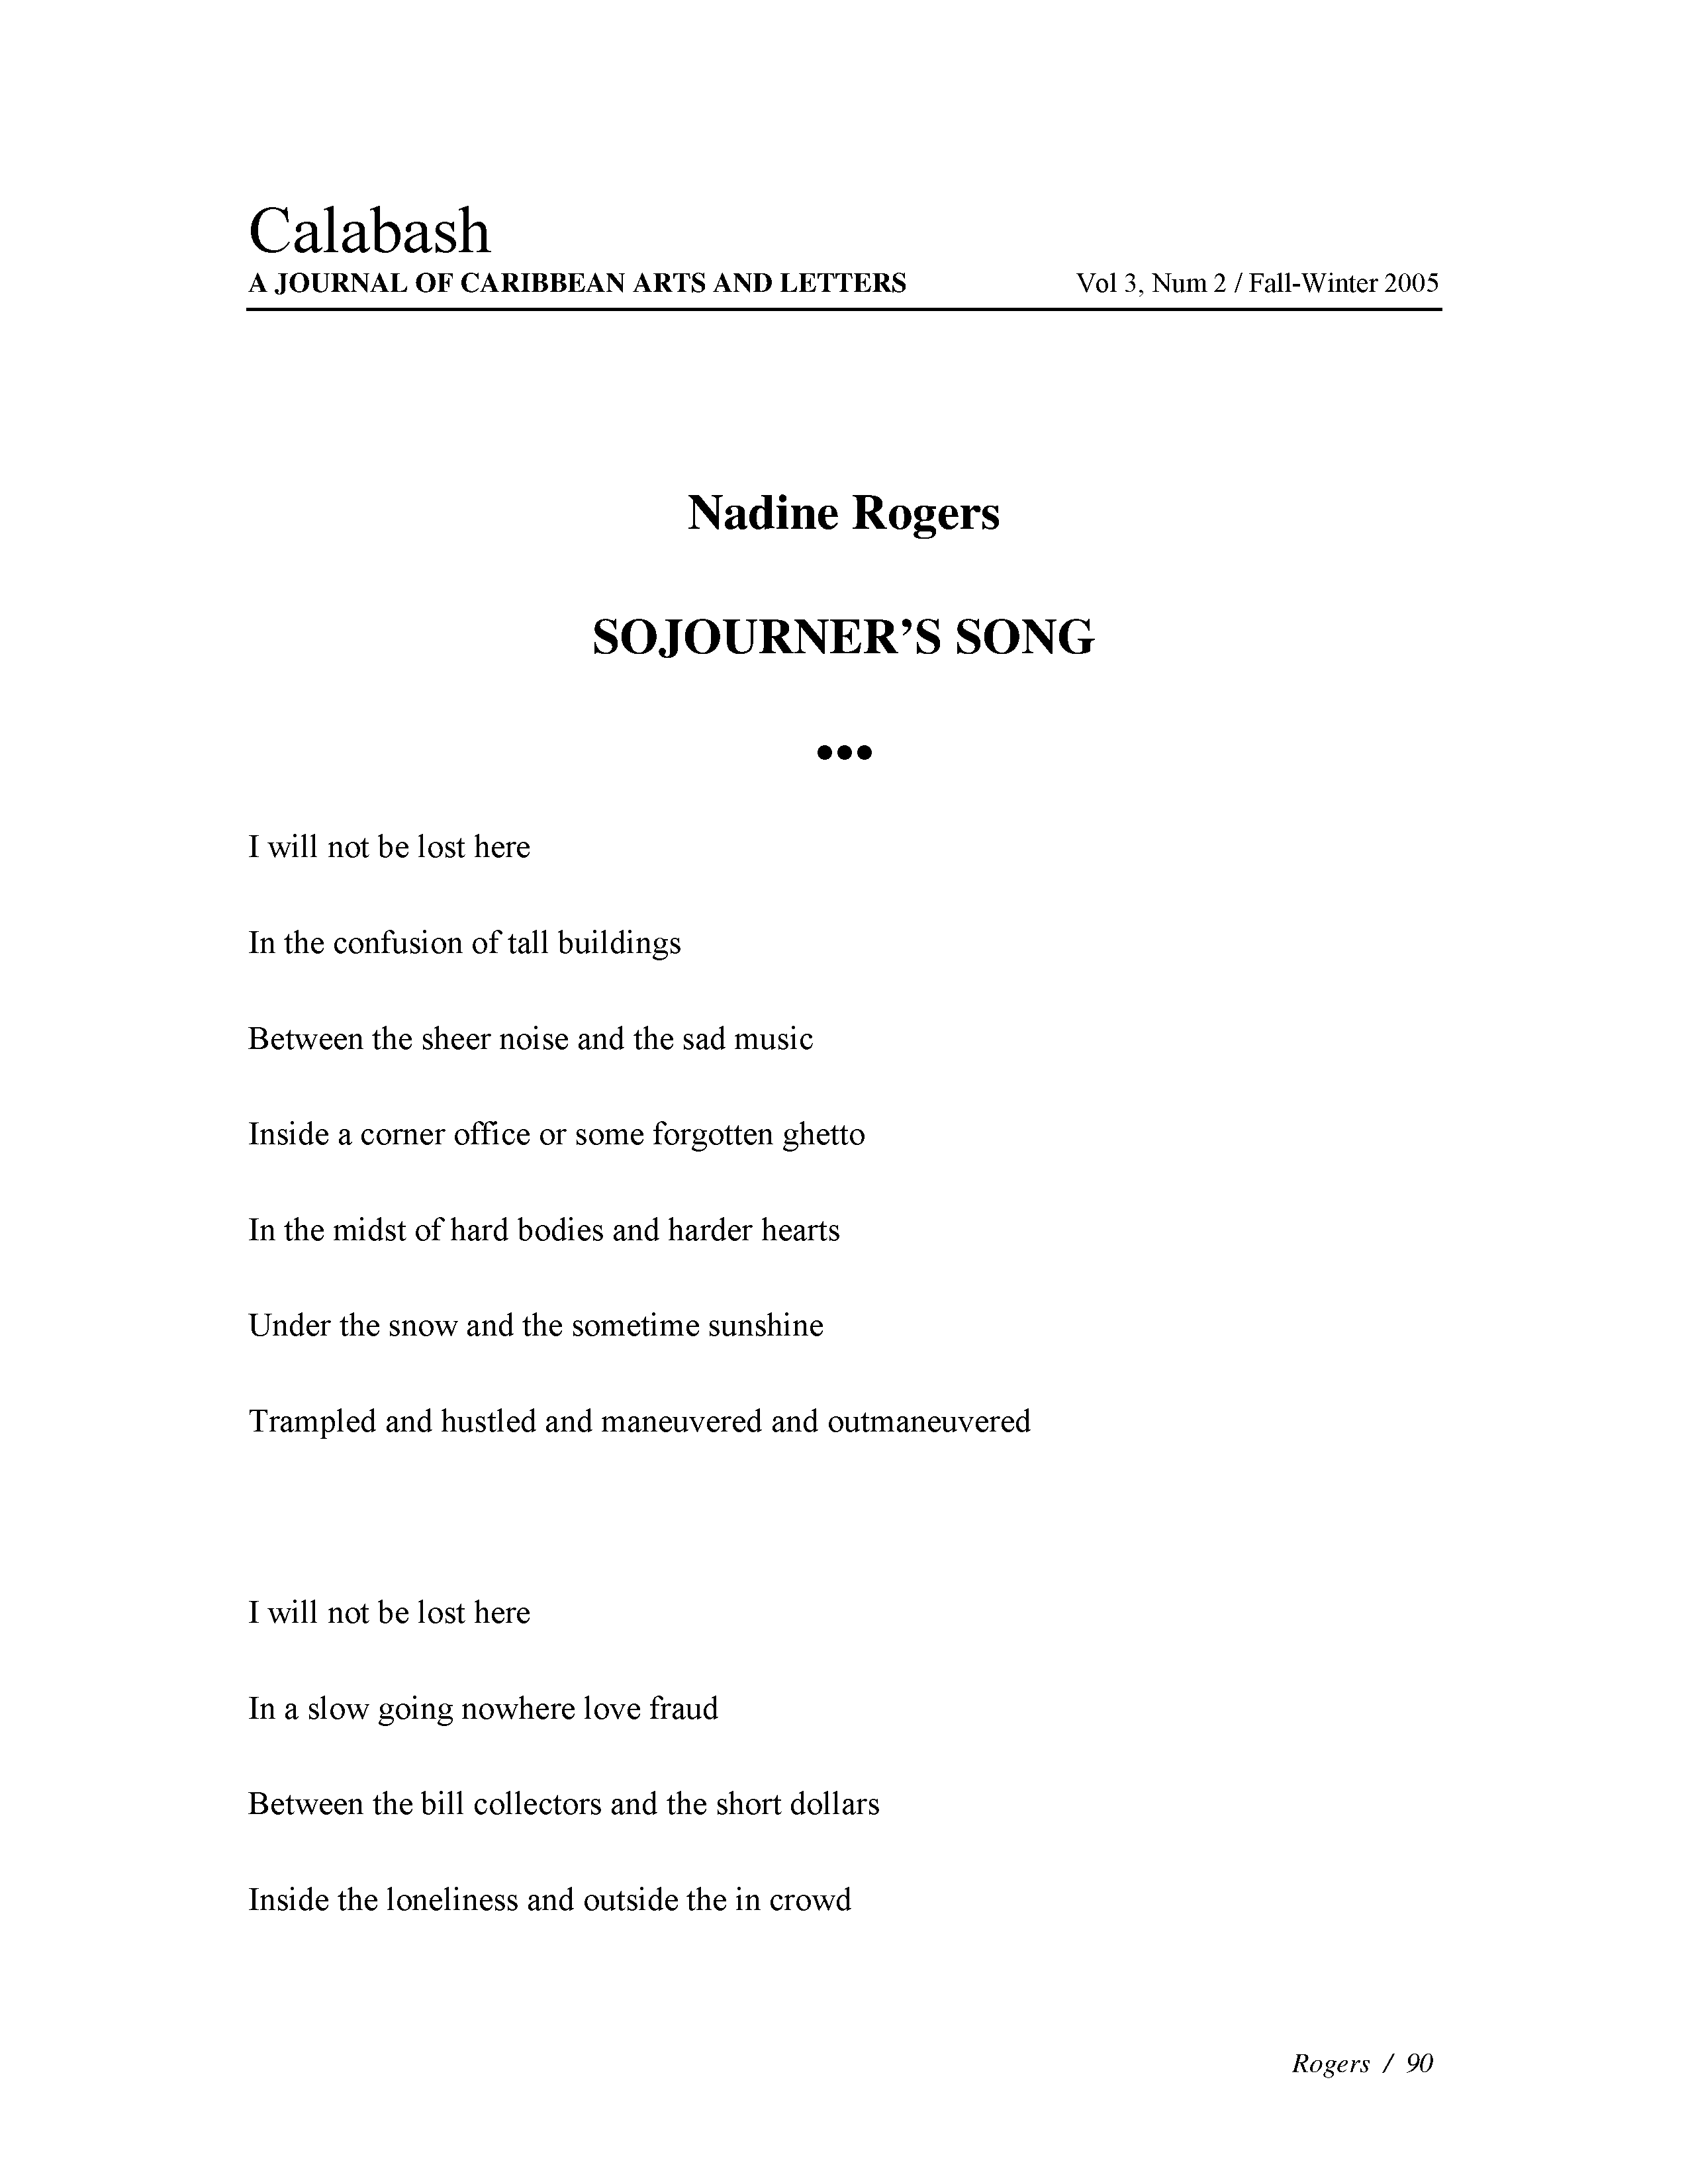 Calabash
A JOURNAL OF CARIBBEAN ARTS AND LETTERS Vol 3, Num 2 / Fall-Winter 2005
Nadine Rogers
SOJOURNER’S SONG
●●●
I will not be lost here
In the confusion of tall buildings
Between the sheer noise and the sad music
Inside a corner office or some forgotten ghetto
In the midst of hard bodies and harder hearts
Under the snow and the sometime sunshine
Trampled and hustled and maneuvered and outmaneuvered
I will not be lost here
In a slow going nowhere love fraud
Between the bill collectors and the short dollars
Inside the loneliness and outside the in crowd
Rogers / 90